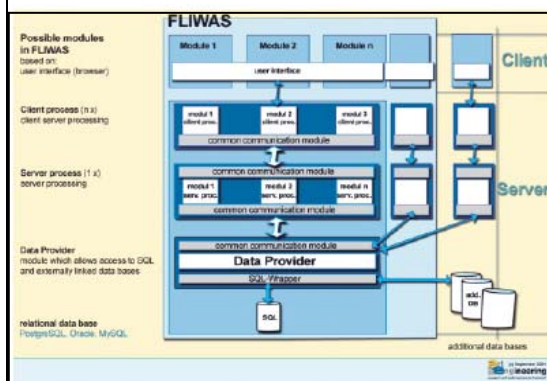 FLIWAS
Possible modules
in FLIWAS
based on:
user interface (browser)
Module 1
Module 2
Module n
user interface
Client
Client process (n x)
client server processing
modul 1
client proc.
modul 2
client proc.
modul 3
client proc.
common communication module
Server process (1 x)
server processing
common communication module
modul 1
serv. proc.
modul 2
serv. proc.
modul n
serv. proc.
common communication module
Server
Data Provider
module which allows access to SQL
and externally linked data bases
common communication module
Data Provider
SQL-Wrapper
SQL
add.
DB
relational data base
PostgreSQL, Oracle, MySQL
additional data bases
engineering